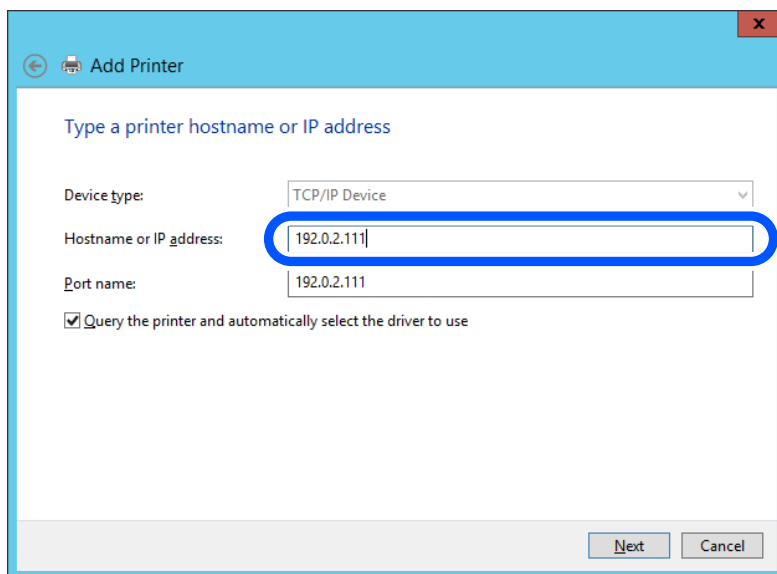 x
Add Printer
Type a printer hostname or IP address
Device type: TCP/IP Device
Hostname or IP address: 192.0.2.111
Port name: 192.0.2.111
Query the printer and automatically select the driver to use
Next Cancel